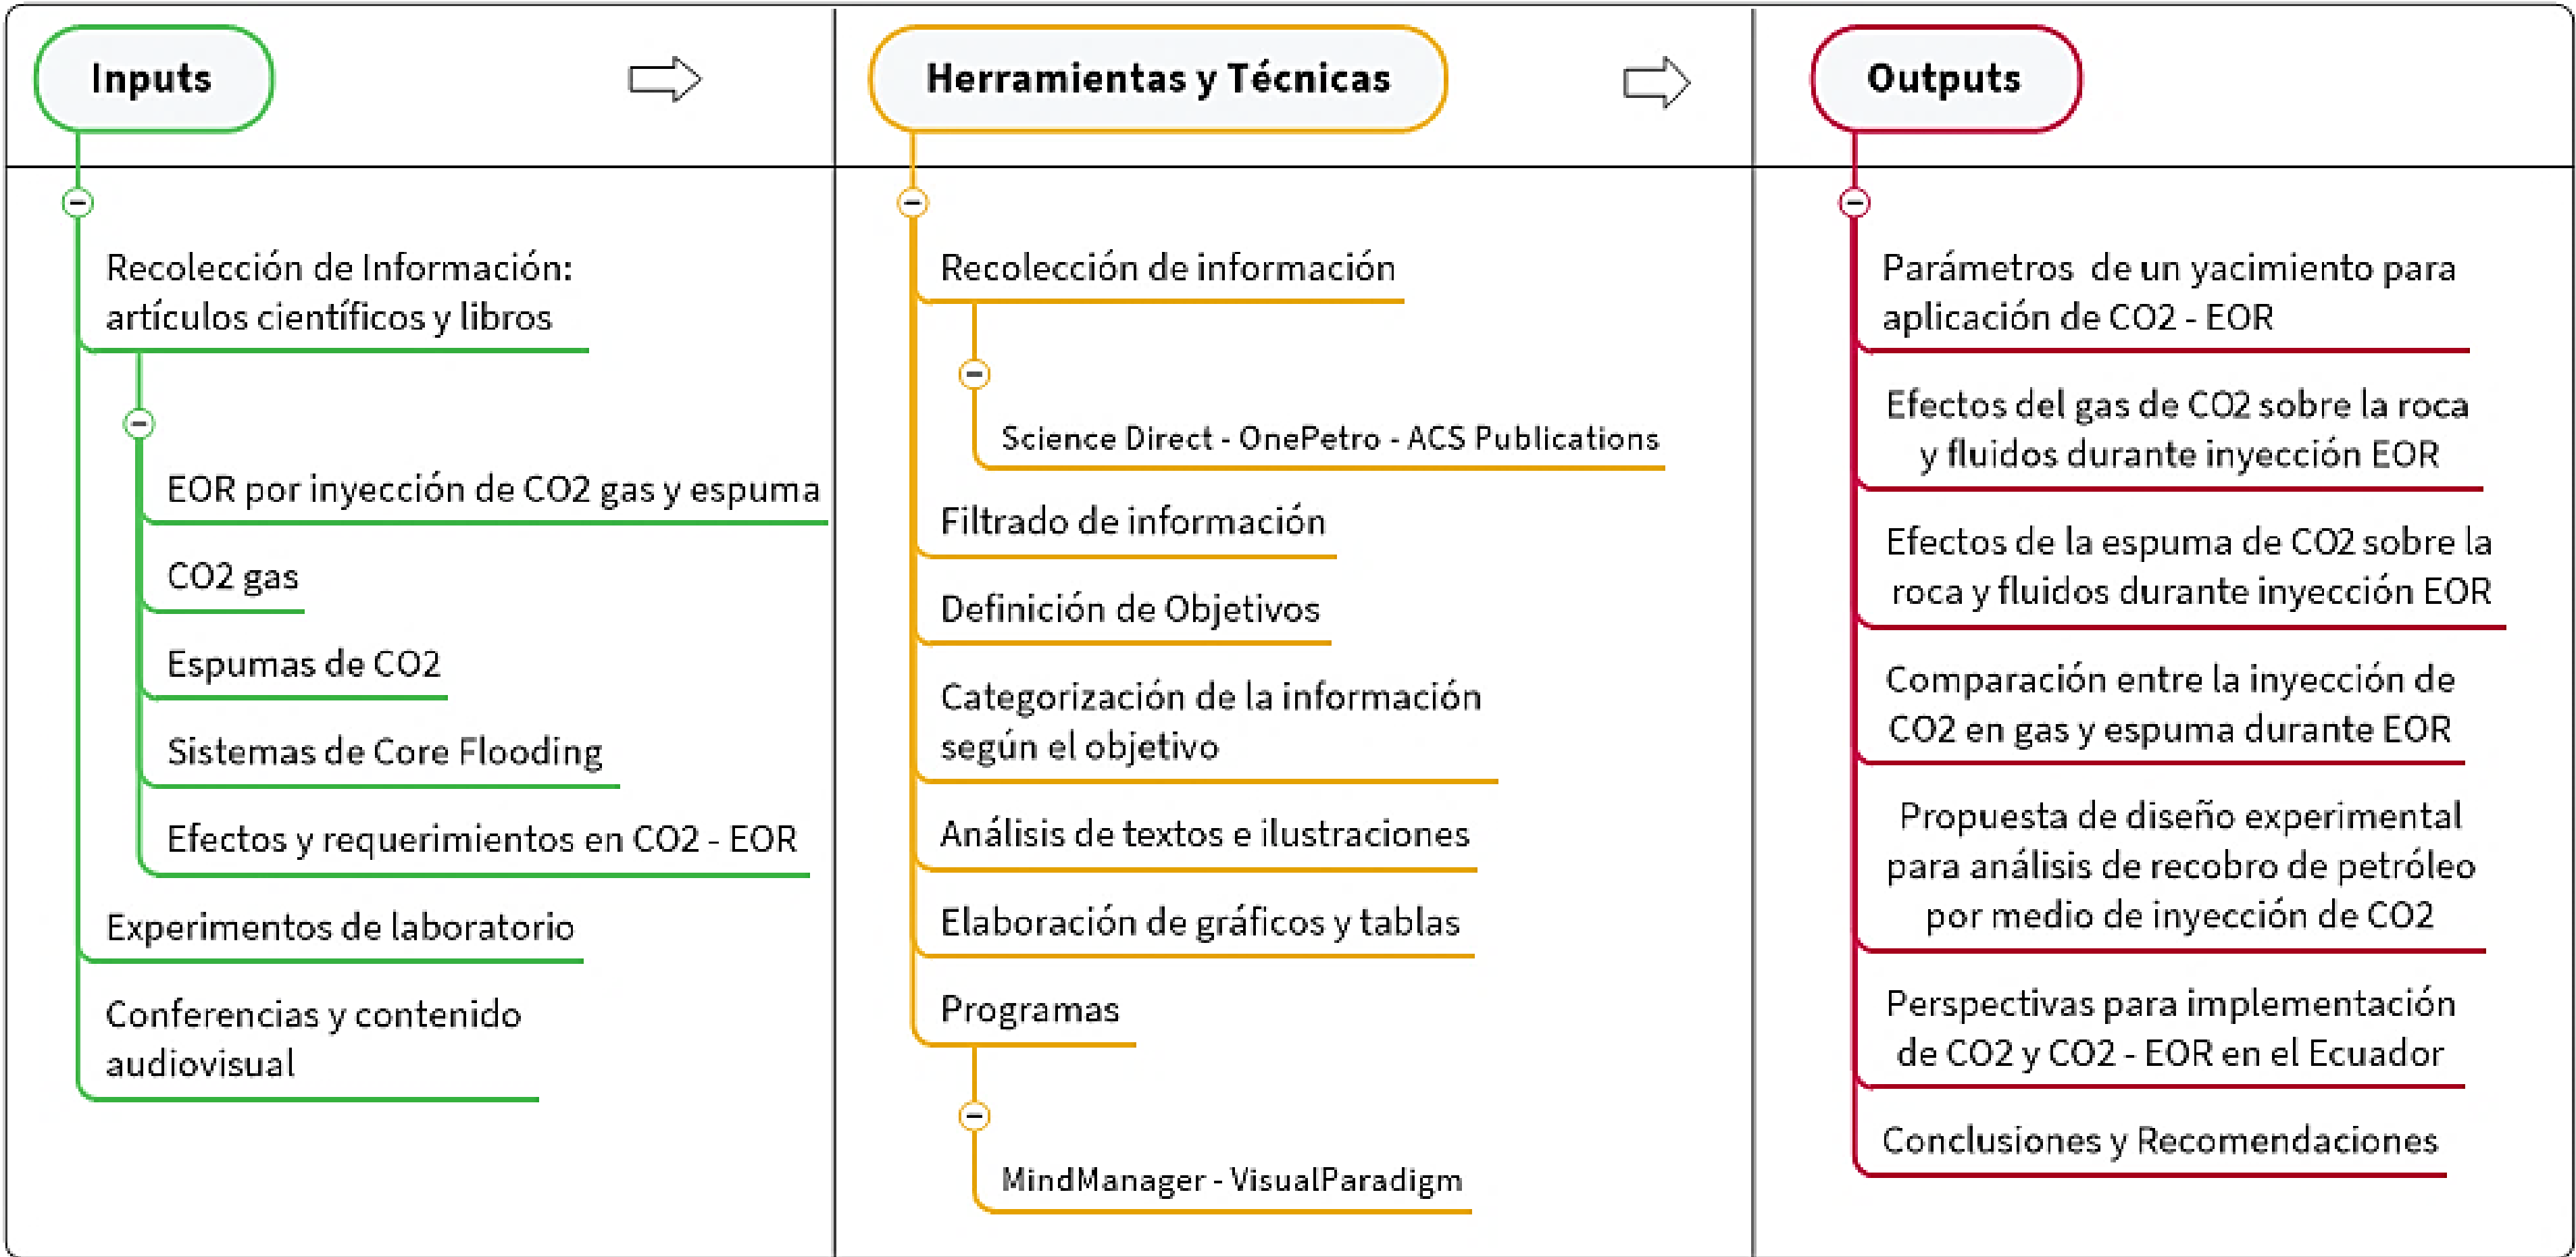 Inputs
Recolección de Información:
artículos científicos y libros
EOR por inyección de CO2 gas y espuma
CO2 gas
Espumas de CO2
Sistemas de Core Flooding
Efectos y requerimientos en CO2 - EOR
Experimentos de laboratorio
Conferencias y contenido
audiovisual
Herramientas y Técnicas
Recolección de información
Science Direct - OnePetro - ACS Publications
Filtrado de información
Definición de Objetivos
Categorización de la información
según el objetivo
Análisis de textos e ilustraciones
Elaboración de gráficos y tablas
Programas
MindManager - VisualParadigm
Outputs
Parámetros de un yacimiento para
aplicación de CO2 - EOR
Efectos del gas de CO2 sobre la roca
y fluidos durante inyección EOR
Efectos de la espuma de CO2 sobre la
roca y fluidos durante inyección EOR
Comparación entre la inyección de
CO2 en gas y espuma durante EOR
Propuesta de diseño experimental
para análisis de recobro de petróleo
por medio de inyección de CO2
Perspectivas para implementación
de CO2 y CO2 - EOR en el Ecuador
Conclusiones y Recomendaciones